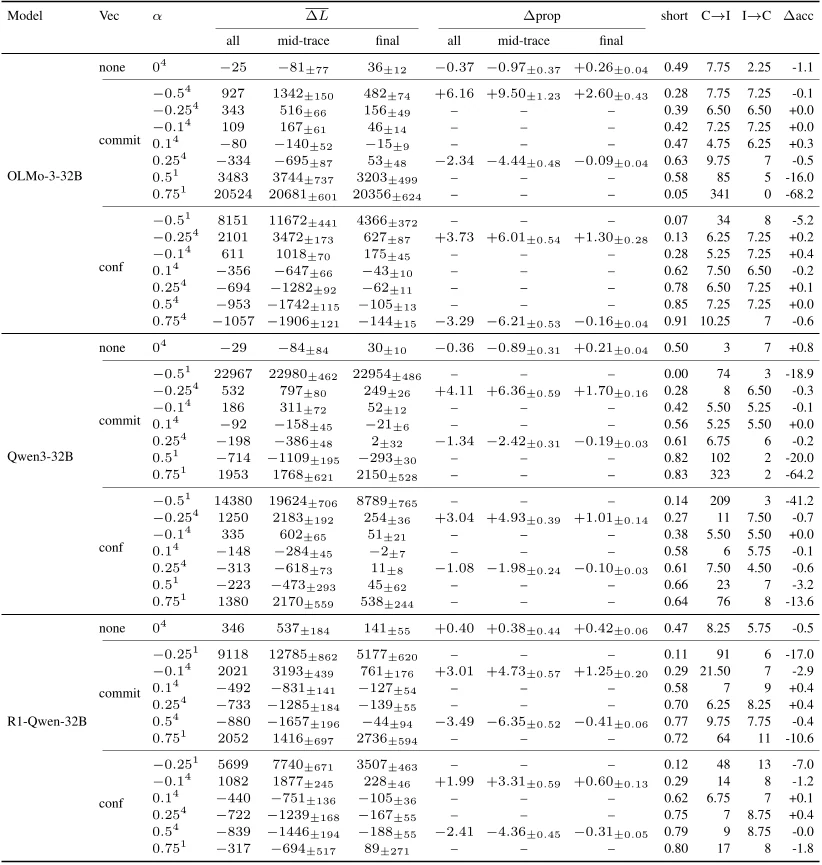 Model Vec α ΔL Δprop short C→I I→C Δacc
all mid-trace final all mid-trace final
none 0⁴ −25 −81±77 36±12 −0.37 −0.97±0.37 +0.26±0.04 0.49 7.75 2.25 -1.1
−0.5⁴ 927 1342±150 482±74 +6.16 +9.50±1.23 +2.60±0.43 0.28 7.75 7.25 -0.1
−0.25⁴ 343 516±66 156±49 – – – 0.39 6.50 6.50 +0.0
−0.1⁴ 109 167±61 46±14 – – – 0.42 7.25 7.25 +0.0
commit 0.1⁴ −80 −140±52 −15±9 – – – 0.47 4.75 6.25 +0.3
0.25⁴ −334 −695±87 53±48 −2.34 −4.44±0.48 −0.09±0.04 0.63 9.75 7 -0.5
OLMo-3-32B 0.5¹ 3483 3744±737 3203±499 – – – 0.58 85 5 -16.0
0.75¹ 20524 20681±601 20356±624 – – – 0.05 341 0 -68.2
−0.5¹ 8151 11672±441 4366±372 – – – 0.07 34 8 -5.2
−0.25⁴ 2101 3472±173 627±87 +3.73 +6.01±0.54 +1.30±0.28 0.13 6.25 7.25 +0.2
−0.1⁴ 611 1018±70 175±45 – – – 0.28 5.25 7.25 +0.4
conf 0.1⁴ −356 −647±66 −43±10 – – – 0.62 7.50 6.50 -0.2
0.25⁴ −694 −1282±92 −62±11 – – – 0.78 6.50 7.25 +0.1
0.5⁴ −953 −1742±115 −105±13 – – – 0.85 7.25 7.25 +0.0
0.75⁴ −1057 −1906±121 −144±15 −3.29 −6.21±0.53 −0.16±0.04 0.91 10.25 7 -0.6
none 0⁴ −29 −84±84 30±10 −0.36 −0.89±0.31 +0.21±0.04 0.50 3 7 +0.8
−0.5¹ 22967 22980±462 22954±486 – – – 0.00 74 3 -18.9
−0.25⁴ 532 797±80 249±26 +4.11 +6.36±0.59 +1.70±0.16 0.28 8 6.50 -0.3
−0.1⁴ 186 311±72 52±12 – – – 0.42 5.50 5.25 -0.1
commit 0.1⁴ −92 −158±45 −21±6 – – – 0.56 5.25 5.50 +0.0
0.25⁴ −198 −386±48 2±32 −1.34 −2.42±0.31 −0.19±0.03 0.61 6.75 6 -0.2
Qwen3-32B 0.5¹ −714 −1109±195 −293±30 – – – 0.82 102 2 -20.0
0.75¹ 1953 1768±621 2150±528 – – – 0.83 323 2 -64.2
−0.5¹ 14380 19624±706 8789±765 – – – 0.14 209 3 -41.2
−0.25⁴ 1250 2183±192 254±36 +3.04 +4.93±0.39 +1.01±0.14 0.27 11 7.50 -0.7
−0.1⁴ 335 602±65 51±21 – – – 0.38 5.50 5.50 +0.0
conf 0.1⁴ −148 −284±45 −2±7 – – – 0.58 6 5.75 -0.1
0.25⁴ −313 −618±73 11±8 −1.08 −1.98±0.24 −0.10±0.03 0.61 7.50 4.50 -0.6
0.5¹ −223 −473±293 45±62 – – – 0.66 23 7 -3.2
0.75¹ 1380 2170±559 538±244 – – – 0.64 76 8 -13.6
none 0⁴ 346 537±184 141±55 +0.40 +0.38±0.44 +0.42±0.06 0.47 8.25 5.75 -0.5
−0.25¹ 9118 12785±862 5177±620 – – – 0.11 91 6 -17.0
−0.1⁴ 2021 3193±439 761±176 +3.01 +4.73±0.57 +1.25±0.20 0.29 21.50 7 -2.9
commit 0.1⁴ −492 −831±141 −127±54 – – – 0.58 7 9 +0.4
0.25⁴ −733 −1285±184 −139±55 – – – 0.70 6.25 8.25 +0.4
R1-Qwen-32B 0.5⁴ −880 −1657±196 −44±94 −3.49 −6.35±0.52 −0.41±0.06 0.77 9.75 7.75 -0.4
0.75¹ 2052 1416±697 2736±594 – – – 0.72 64 11 -10.6
−0.25¹ 5699 7740±671 3507±463 – – – 0.12 48 13 -7.0
−0.1⁴ 1082 1877±245 228±46 +1.99 +3.31±0.59 +0.60±0.13 0.29 14 8 -1.2
conf 0.1⁴ −440 −751±136 −105±36 – – – 0.62 6.75 7 +0.1
0.25⁴ −722 −1239±168 −167±55 – – – 0.75 7 8.75 +0.4
0.5⁴ −839 −1446±194 −188±55 −2.41 −4.36±0.45 −0.31±0.05 0.79 9 8.75 -0.0
0.75¹ −317 −694±517 89±271 – – – 0.80 17 8 -1.8